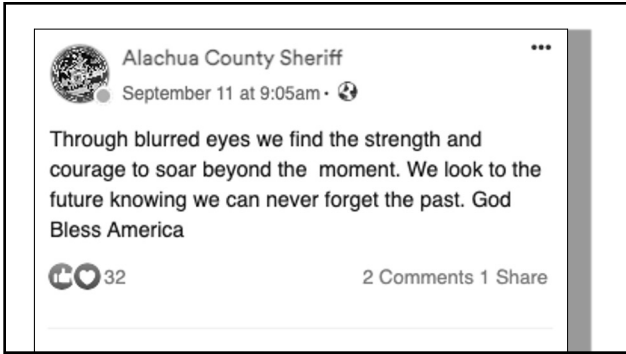 Alachua County Sheriff
September 11 at 9:05am ·
Through blurred eyes we find the strength and
courage to soar beyond the  moment. We look to the
future knowing we can never forget the past. God
Bless America
32 2 Comments 1 Share